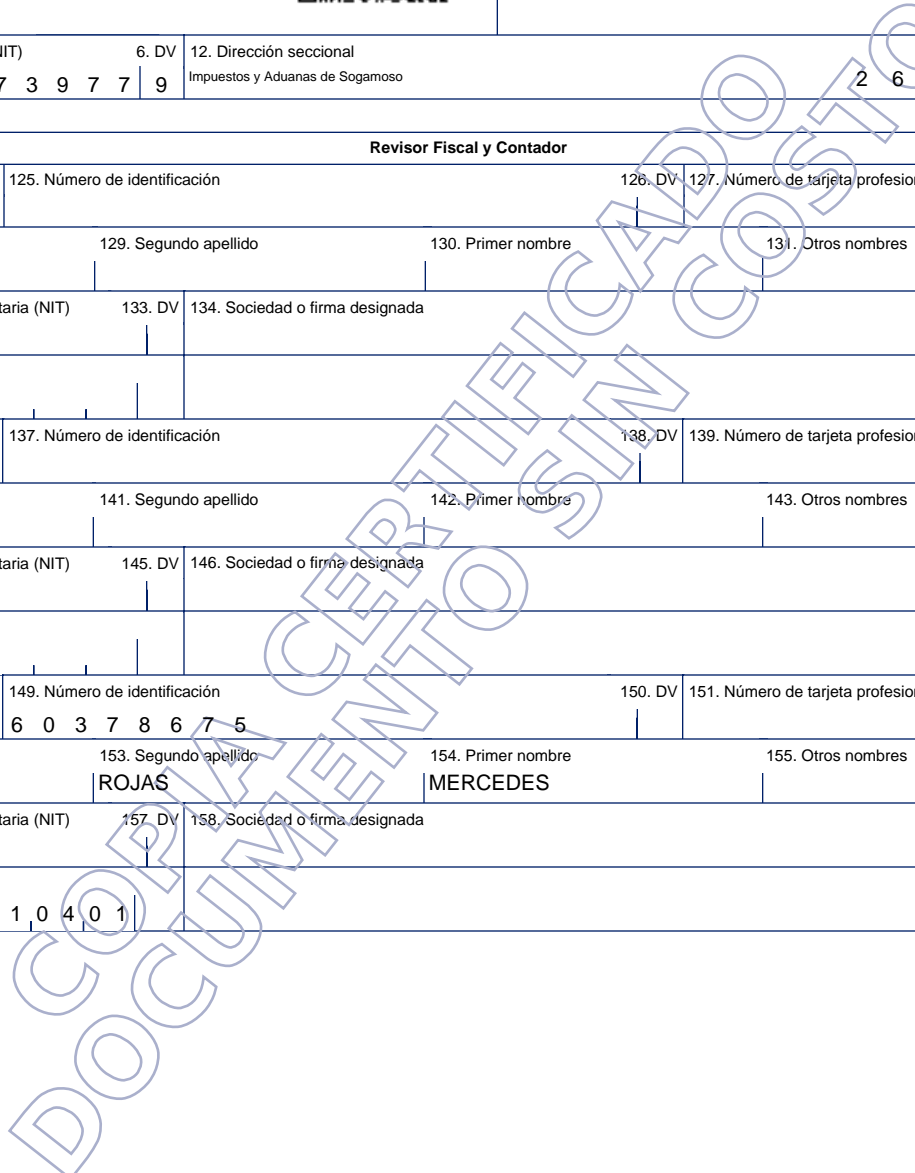 NIT) 6. DV 12. Dirección seccional
7 3 9 7 7 9 Impuestos y Aduanas de Sogamoso 2 6
Revisor Fiscal y Contador
125. Número de identificación 126. DV 127. Número de tarjeta profesion
129. Segundo apellido 130. Primer nombre 131. Otros nombres
taria (NIT) 133. DV 134. Sociedad o firma designada
137. Número de identificación 138. DV 139. Número de tarjeta profesion
141. Segundo apellido 142. Primer nombre 143. Otros nombres
taria (NIT) 145. DV 146. Sociedad o firma designada
149. Número de identificación 150. DV 151. Número de tarjeta profesion
6 0 3 7 8 6 7 5
153. Segundo apellido 154. Primer nombre 155. Otros nombres
ROJAS MERCEDES
taria (NIT) 157. DV 158. Sociedad o firma designada
1 0 4 0 1
COPIA CERTIFICADO
DOCUMENTO SIN COSTO